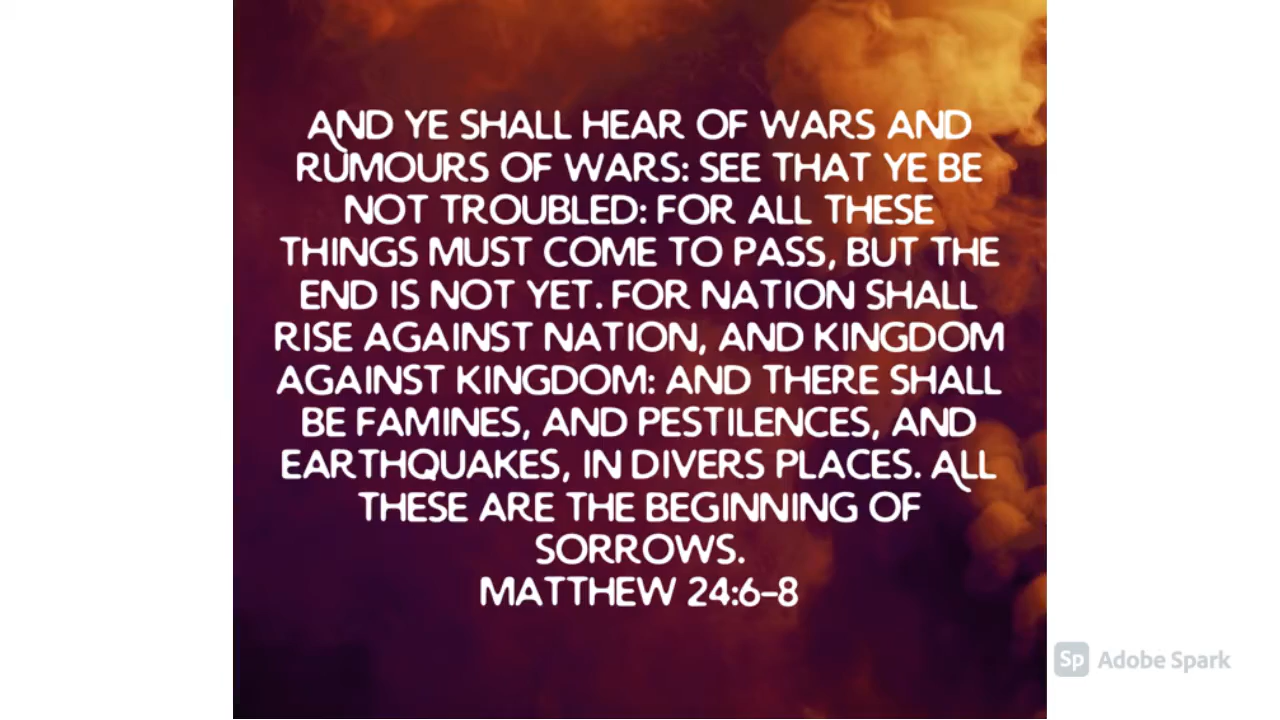 AND YE SHALL HEAR OF WARS AND
RUMOURS OF WARS: SEE THAT YE BE
NOT TROUBLED: FOR ALL THESE
THINGS MUST COME TO PASS, BUT THE
END IS NOT YET. FOR NATION SHALL
RISE AGAINST NATION, AND KINGDOM
AGAINST KINGDOM: AND THERE SHALL
BE FAMINES, AND PESTILENCES, AND
EARTHQUAKES, IN DIVERS PLACES. ALL
THESE ARE THE BEGINNING OF
SORROWS.
MATTHEW 24:6-8
Sp Adobe Spark